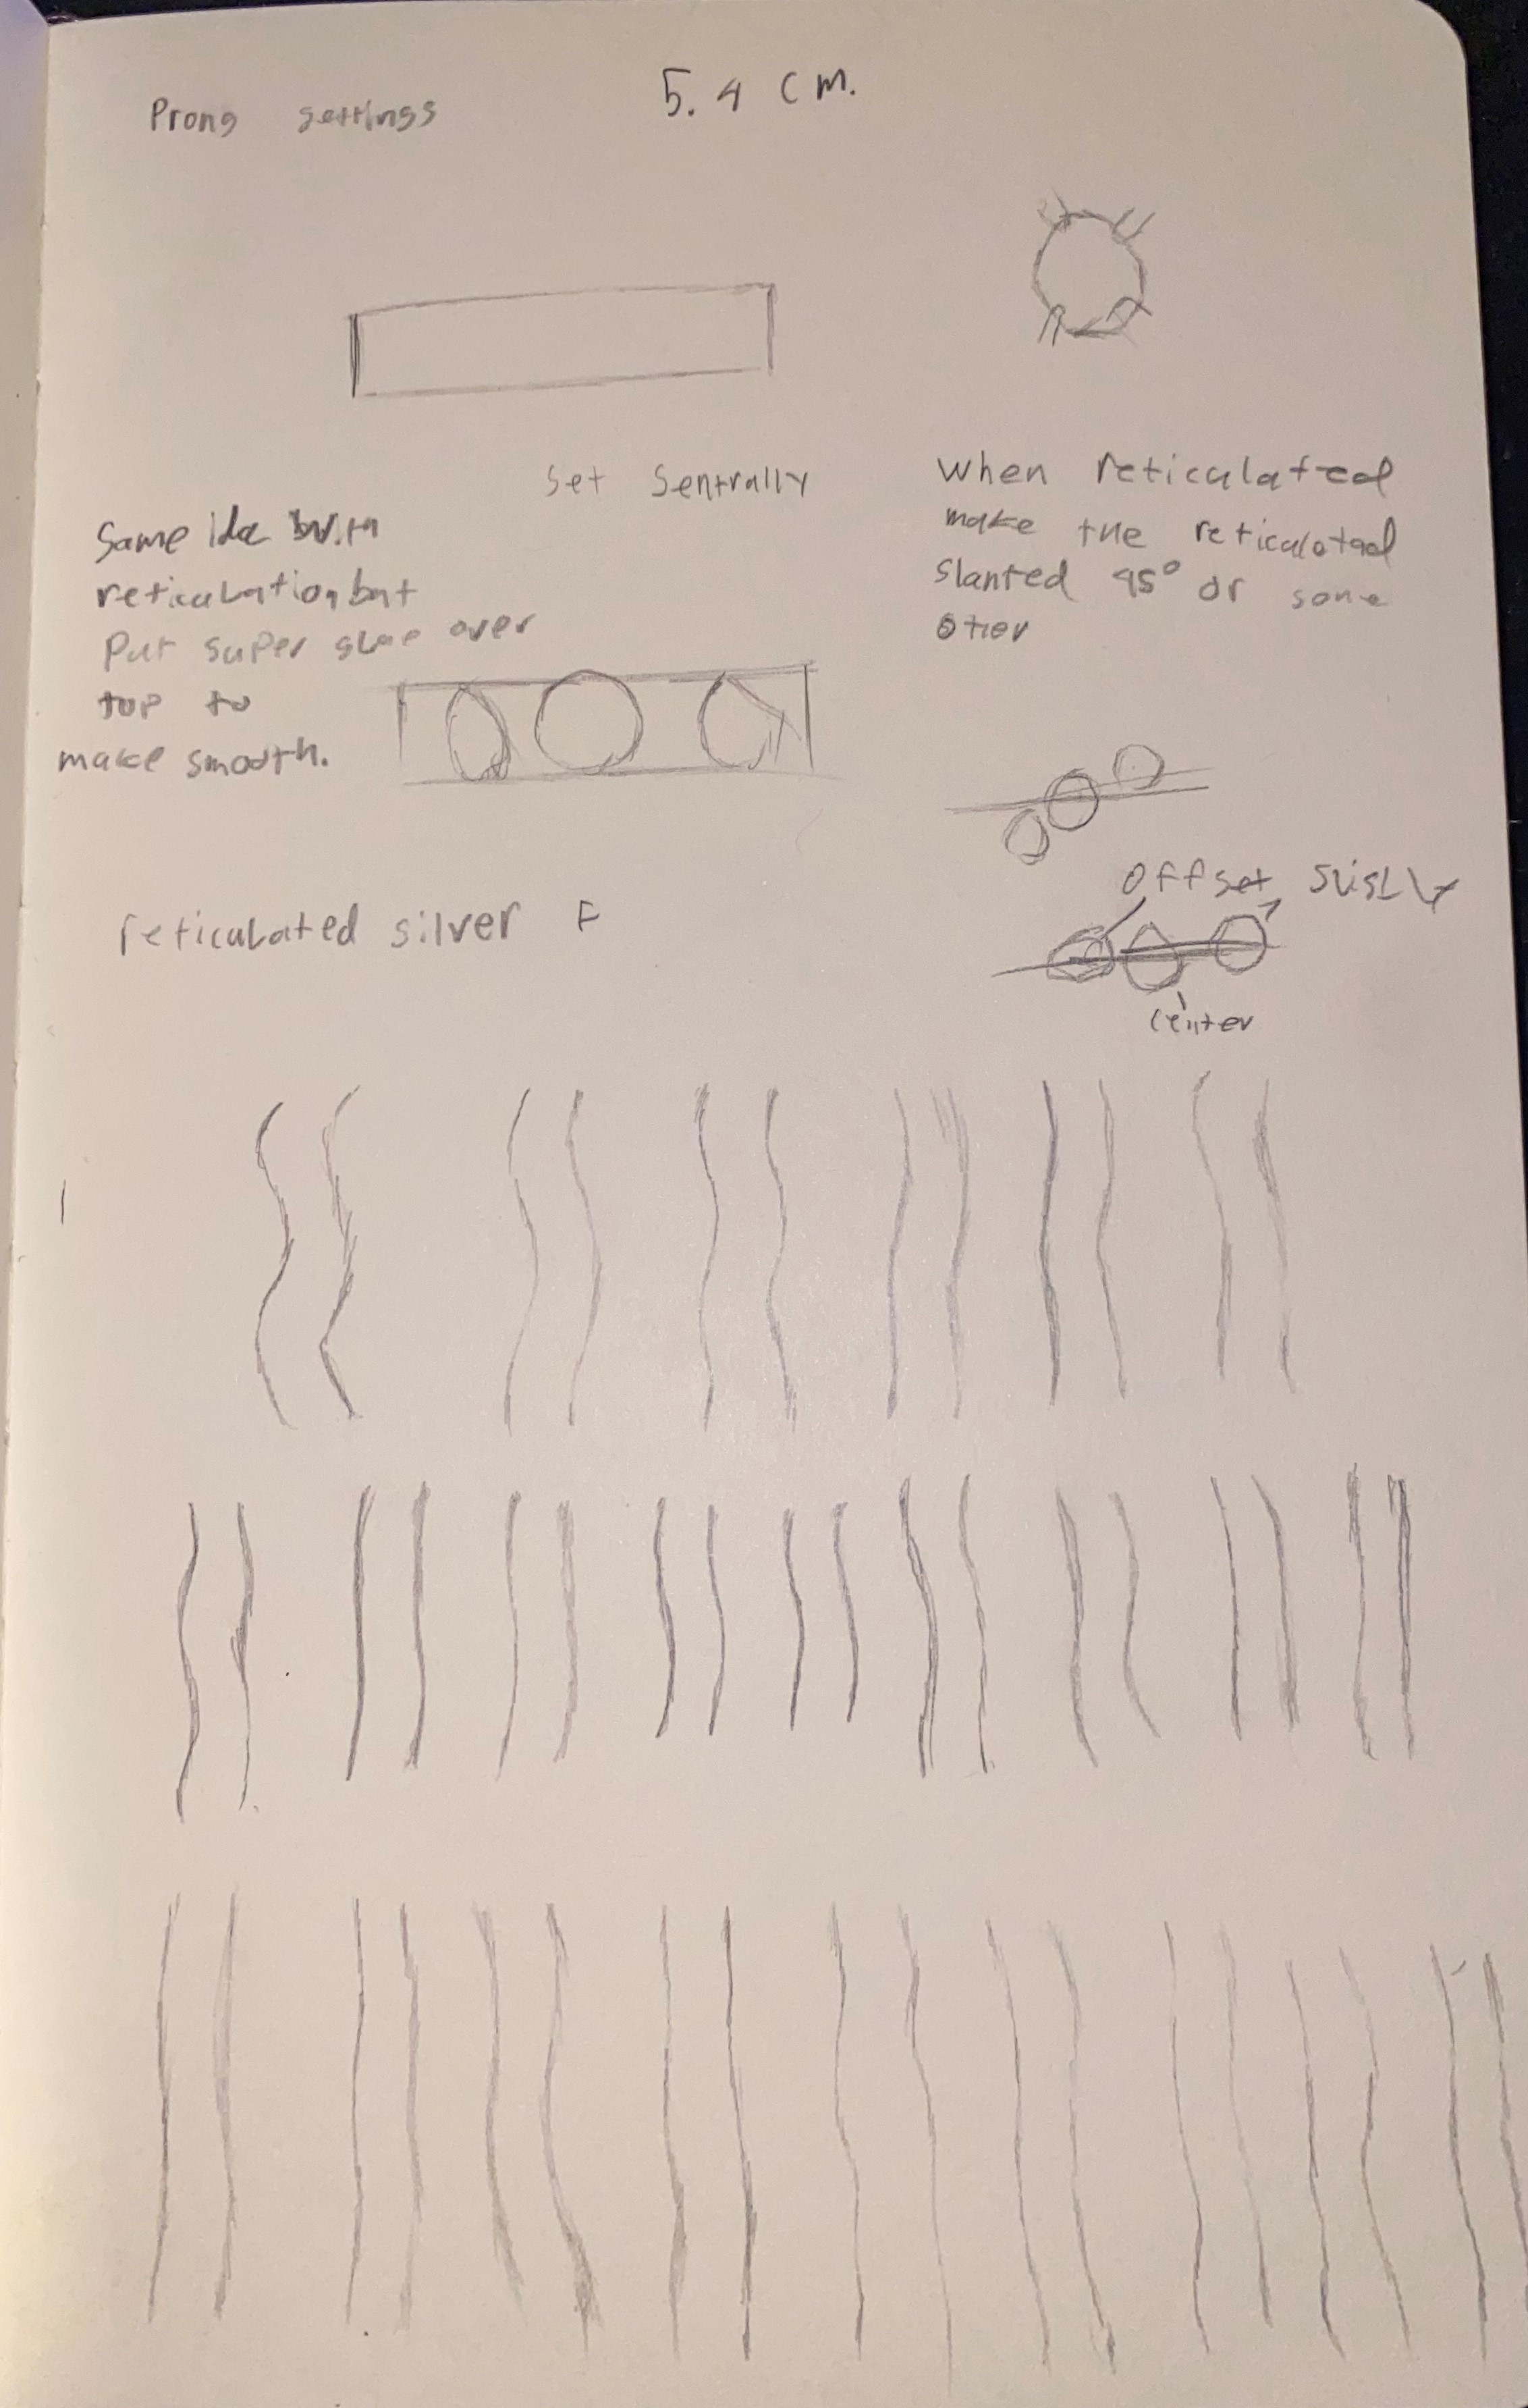 Prong settings
5.4 cm.
Set Sentrally
Same ide with
reticulation but
Put super glue over
top to
make smooth.
When reticulated
make the reticulated
Slanted 45° or some
other
Offset slisly
center
reticulated silver F